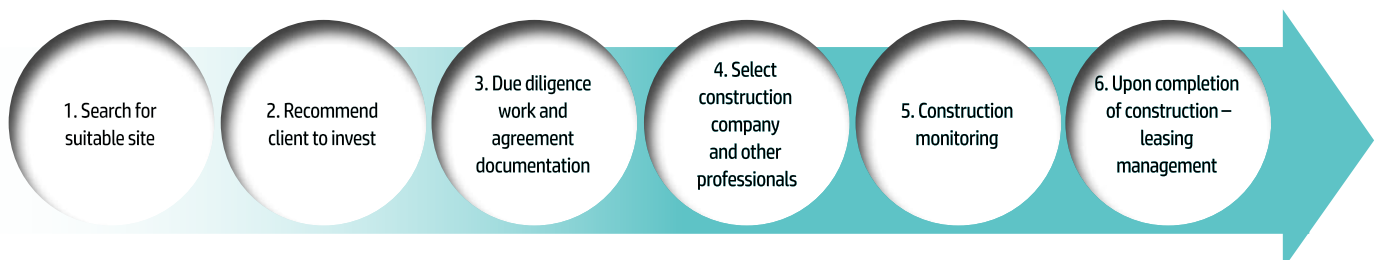 1. Search for
suitable site
2. Recommend
client to invest
3. Due diligence
work and
agreement
documentation
4. Select
construction
company
and other
professionals
5. Construction
monitoring
6. Upon completion
of construction –
leasing
management